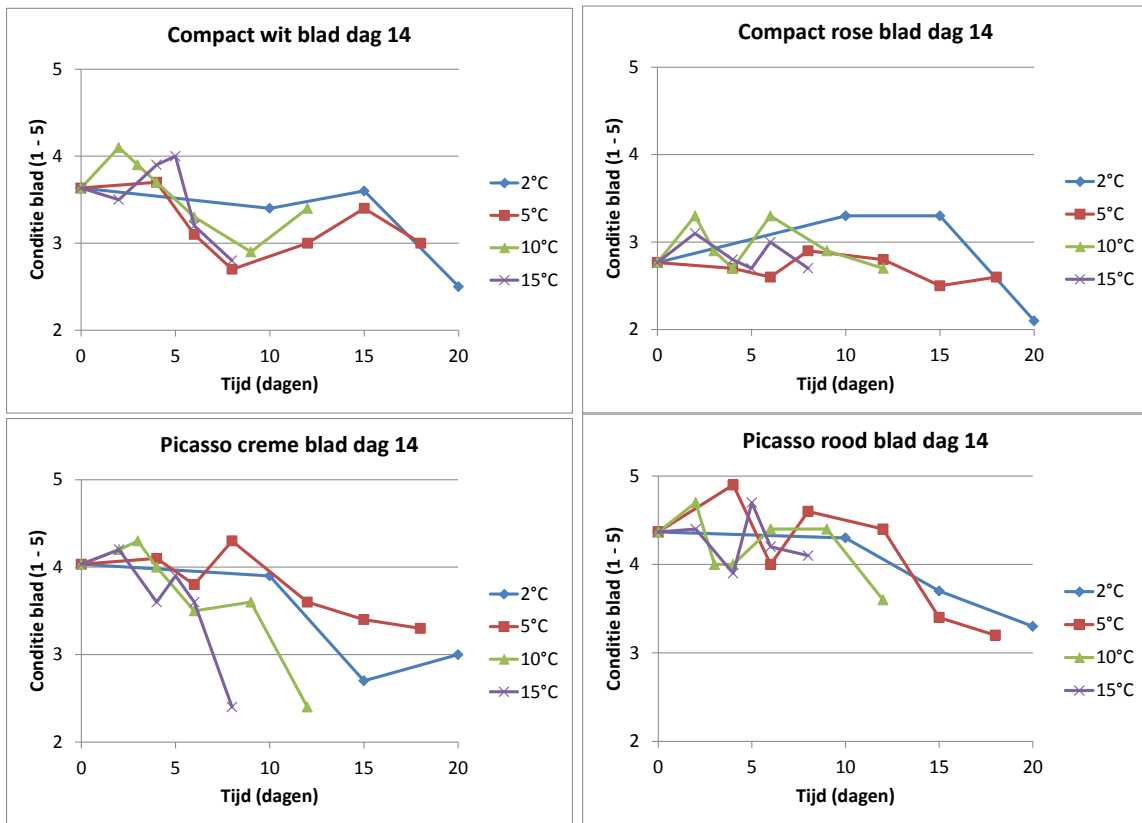 Compact wit blad dag 14
5
4
3
2
Conditie blad (1 - 5)
0 5 10 15 20
Tijd (dagen)
2°C
5°C
10°C
15°C
Compact rose blad dag 14
5
4
3
2
Conditie blad (1 - 5)
0 5 10 15 20
Tijd (dagen)
2°C
5°C
10°C
15°C
Picasso creme blad dag 14
5
4
3
2
Conditie blad (1 - 5)
0 5 10 15 20
Tijd (dagen)
2°C
5°C
10°C
15°C
Picasso rood blad dag 14
5
4
3
2
Conditie blad (1 - 5)
0 5 10 15 20
Tijd (dagen)
2°C
5°C
10°C
15°C